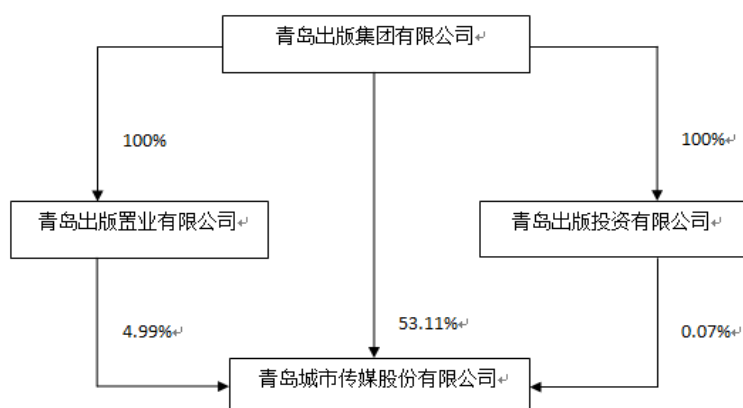 青岛出版集团有限公司
100%
100%
青岛出版置业有限公司
青岛出版投资有限公司
4.99%
53.11%
0.07%
青岛城市传媒股份有限公司